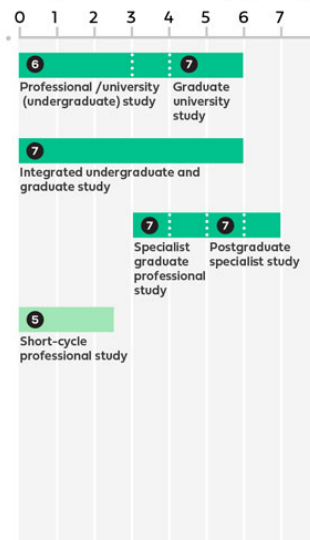 0 1 2 3 4 5 6 7
6 7
Professional /university Graduate
(undergraduate) study university
study
7
Integrated undergraduate and
graduate study
7 7
Specialist Postgraduate
graduate specialist study
professional
study
5
Short-cycle
professional study